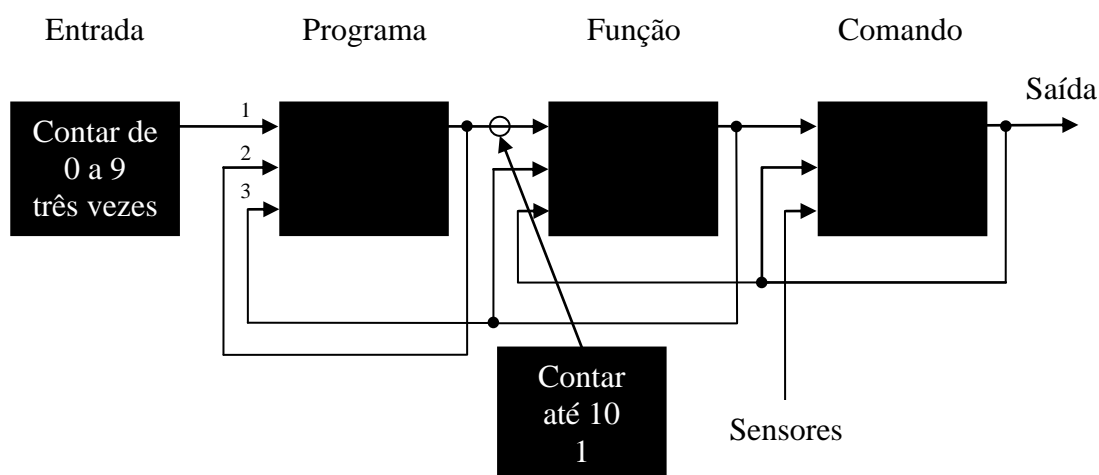 Entrada
Programa
Função
Comando
Saída
Contar de
0 a 9
três vezes
1
2
3
Contar
até 10
1
Sensores